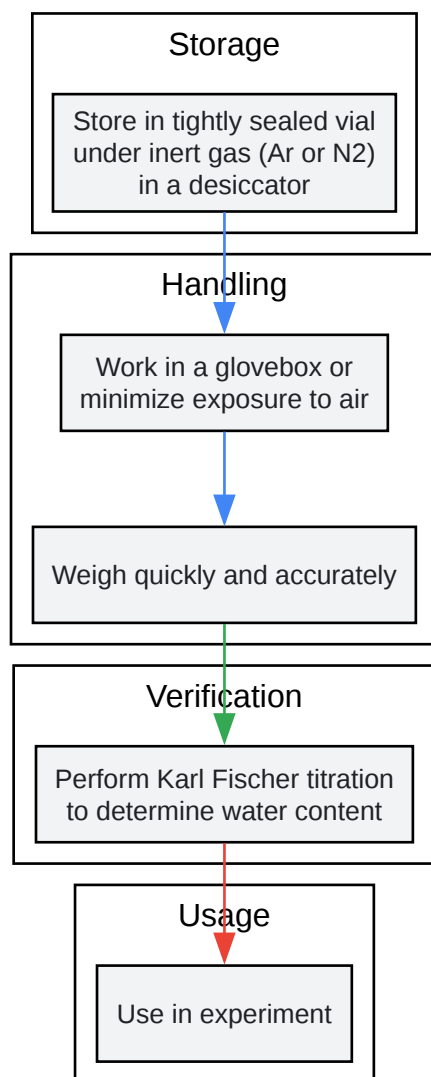 Storage
Store in tightly sealed vial
under inert gas (Ar or N2)
in a desiccator
Handling
Work in a glovebox or
minimize exposure to air
Weigh quickly and accurately
Verification
Perform Karl Fischer titration
to determine water content
Usage
Use in experiment